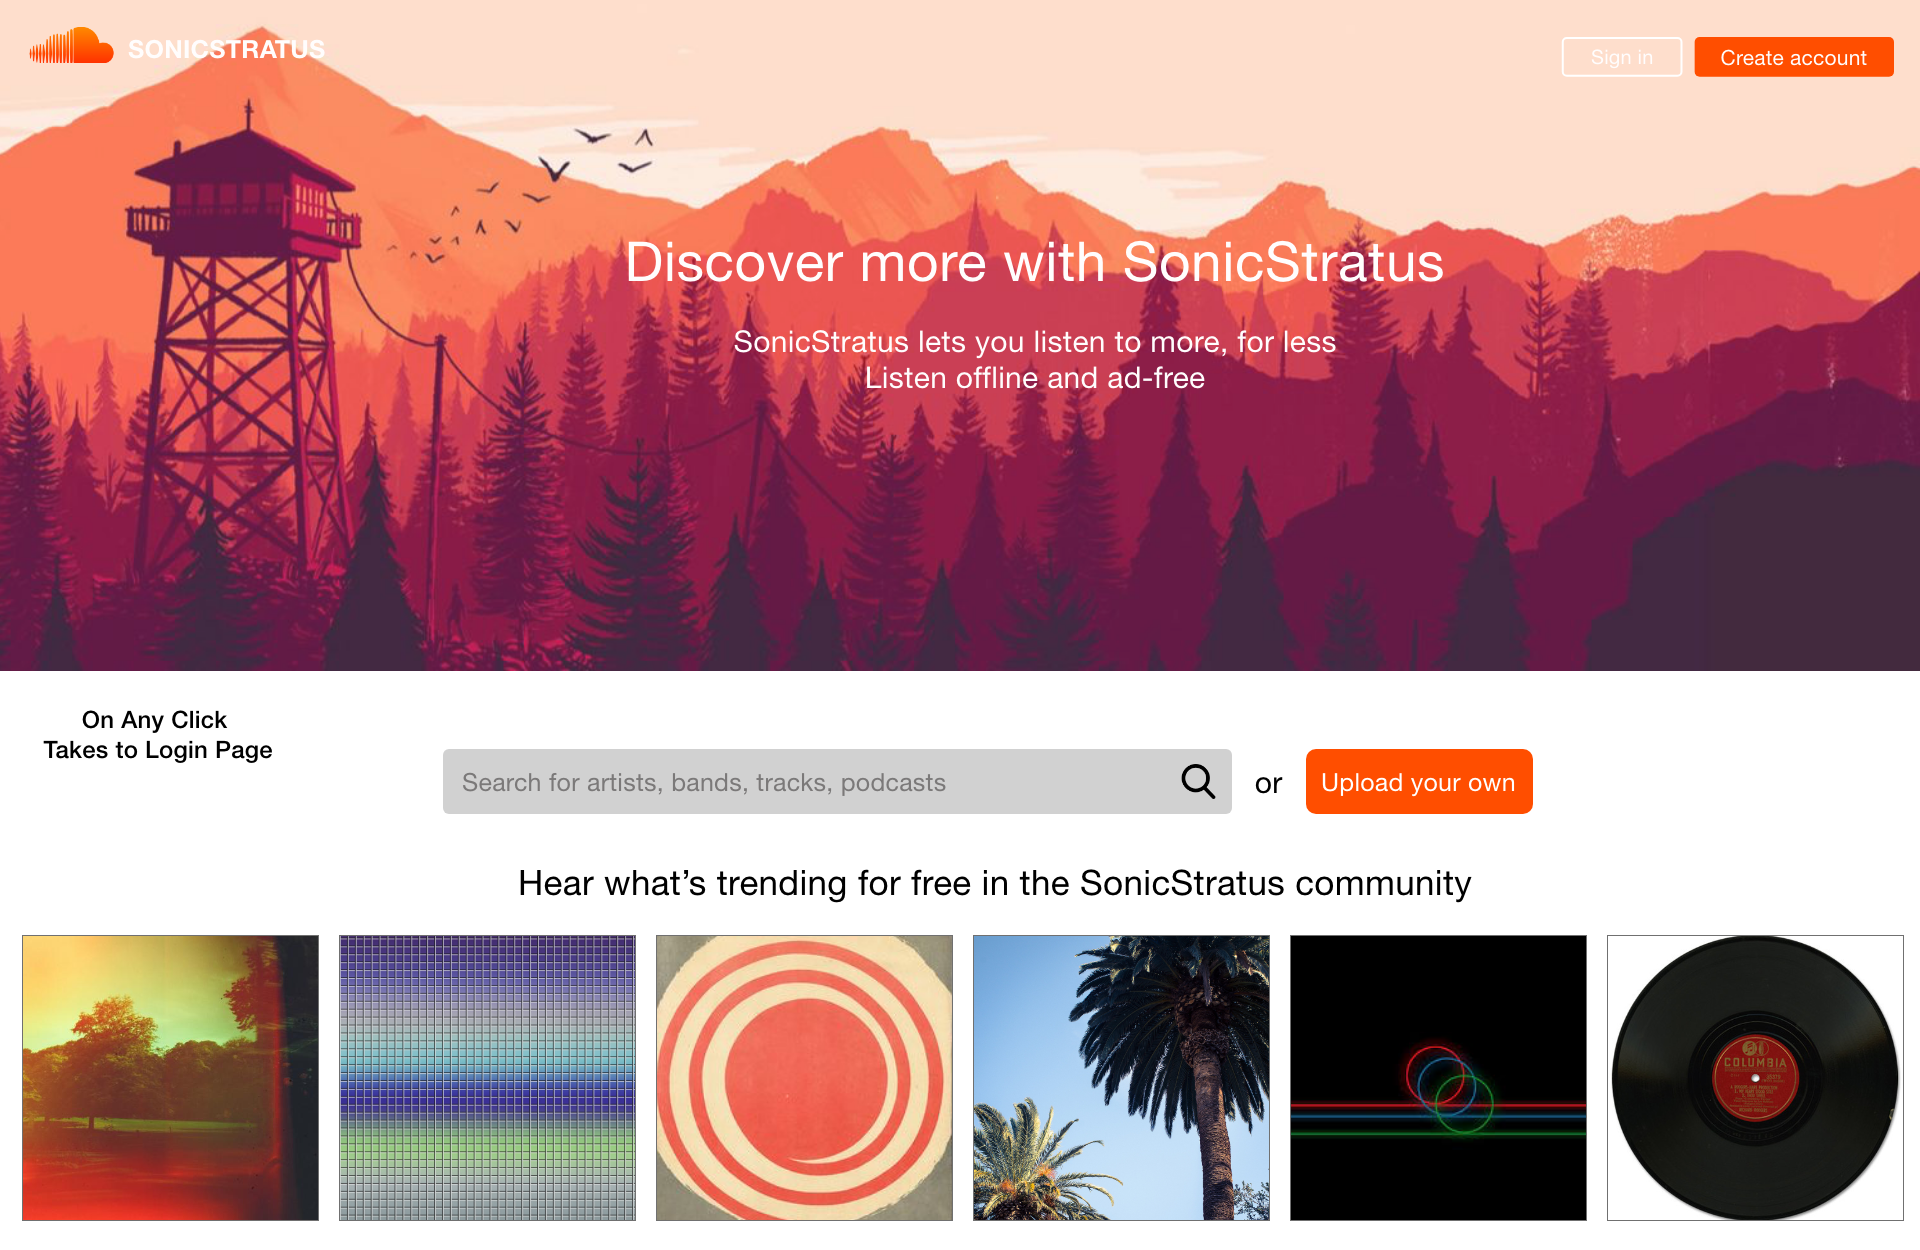 SONICSTRATUS
Sign in
Create account
Discover more with SonicStratus
SonicStratus lets you listen to more, for less
Listen offline and ad-free
On Any Click
Takes to Login Page
Search for artists, bands, tracks, podcasts
or
Upload your own
Hear what’s trending for free in the SonicStratus community
COLUMBIA